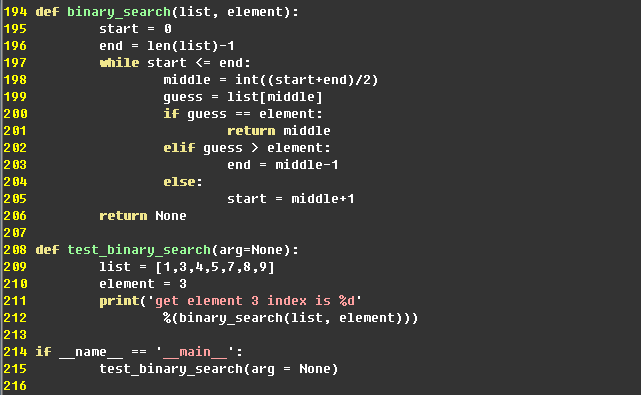 194 def binary_search(list, element):
195         start = 0
196         end = len(list)-1
197         while start <= end:
198                 middle = int((start+end)/2)
199                 guess = list[middle]
200                 if guess == element:
201                         return middle
202                 elif guess > element:
203                         end = middle-1
204                 else:
205                         start = middle+1
206         return None
207
208 def test_binary_search(arg=None):
209         list = [1,3,4,5,7,8,9]
210         element = 3
211         print('get element 3 index is %d'
212                 %(binary_search(list, element)))
213
214 if __name__ == '__main__':
215         test_binary_search(arg = None)
216